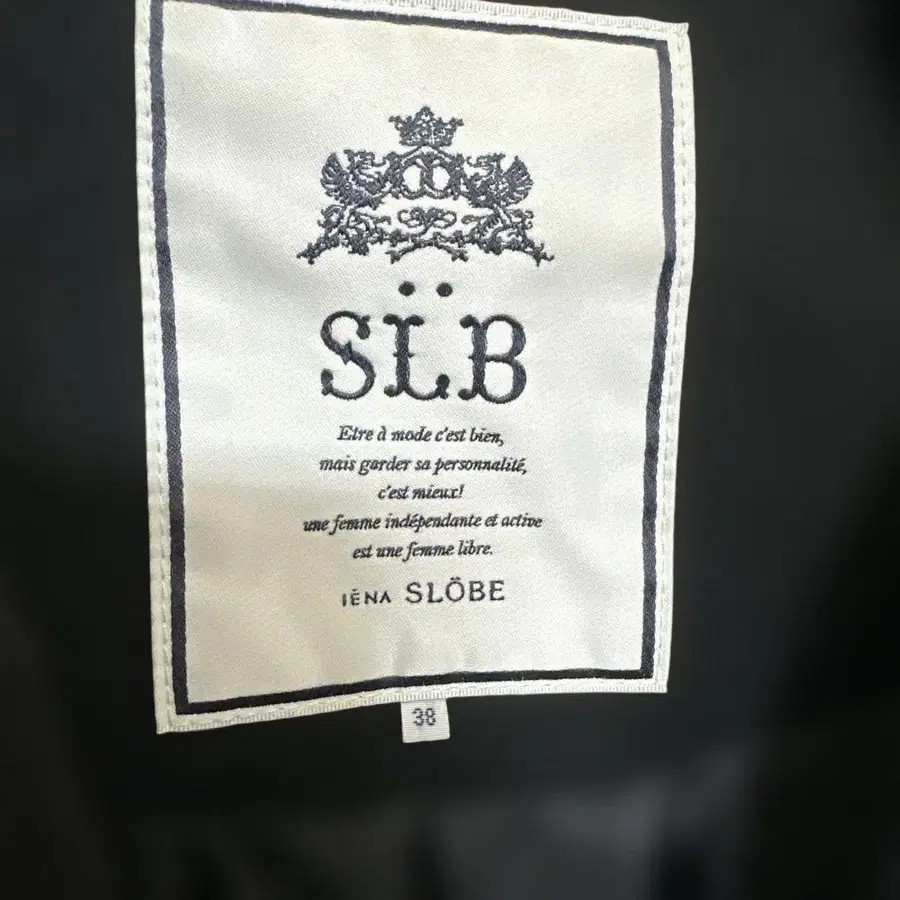 SL̈B
Etre à mode c'est bien,
mais garder sa personnalité,
c'est mieux!
une femme indépendante et active
est une femme libre.
IÉNA SLÖBE
38